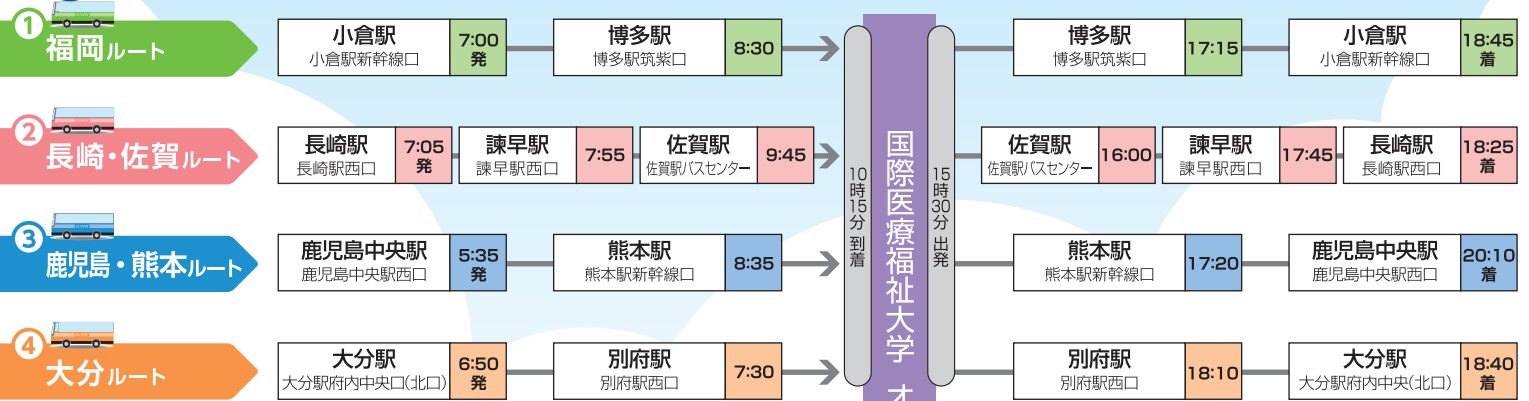 1
福岡ルート
小倉駅
小倉駅新幹線口
7:00
発
博多駅
博多駅筑紫口
8:30
博多駅
博多駅筑紫口
17:15
小倉駅
小倉駅新幹線口
18:45
着
2
長崎・佐賀ルート
長崎駅
長崎駅西口
7:05
発
諫早駅
諫早駅西口
7:55
佐賀駅
佐賀駅バスセンター
9:45
佐賀駅
佐賀駅バスセンター
16:00
諫早駅
諫早駅西口
17:45
長崎駅
長崎駅西口
18:25
着
3
鹿児島・熊本ルート
鹿児島中央駅
鹿児島中央駅西口
5:35
発
熊本駅
熊本駅新幹線口
8:35
熊本駅
熊本駅新幹線口
17:20
鹿児島中央駅
鹿児島中央駅西口
20:10
着
4
大分ルート
大分駅
大分駅府内中央口(北口)
6:50
発
別府駅
別府駅西口
7:30
別府駅
別府駅西口
18:10
大分駅
大分駅府内中央(北口)
18:40
着
10時15分 到着
国際医療福祉大学 オ
15時30分 出発